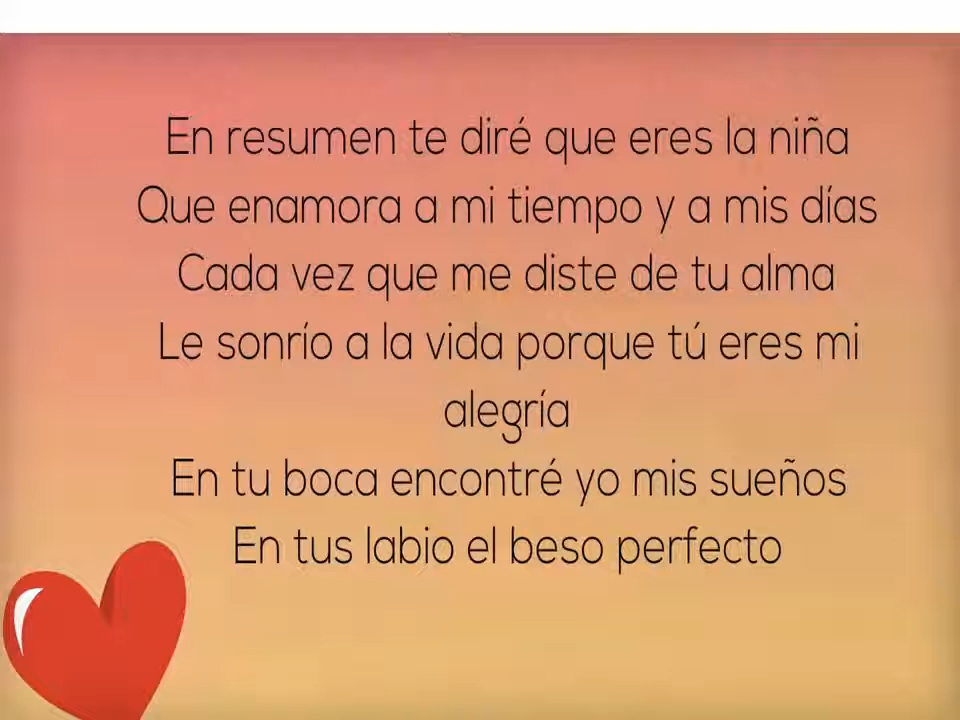 En resumen te diré que eres la niña
Que enamora a mi tiempo y a mis días
Cada vez que me diste de tu alma
Le sonrío a la vida porque tú eres mi
alegría
En tu boca encontré yo mis sueños
En tus labio el beso perfecto